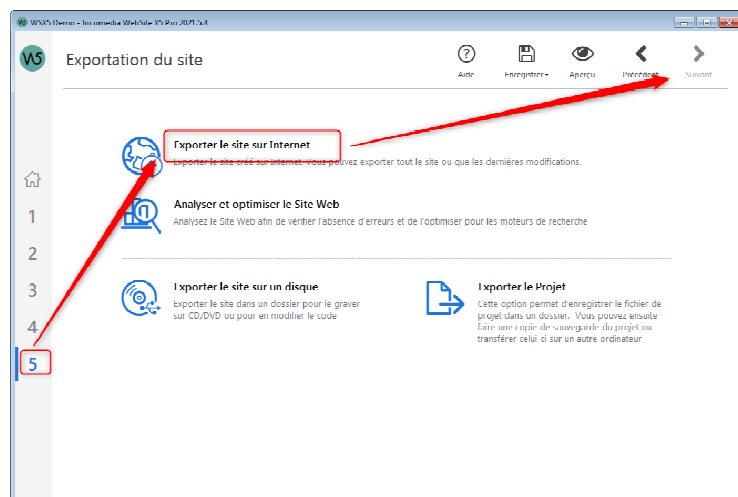 WSX5 Demo - Incomedia WebSite X5 Pro 2021.5.4
W5
Exportation du site
Aide
Enregistrer
Aperçu
Précédent
Suivant
Exporter le site sur Internet
Exporter le site créé sur Internet. Vous pouvez exporter tout le site ou que les dernières modifications.
Analyser et optimiser le Site Web
Analysez le Site Web afin de vérifier l'absence d'erreurs et de l'optimiser pour les moteurs de recherche
1
2
3
4
5
Exporter le site sur un disque
Exporter le site dans un dossier pour le graver
sur CD/DVD ou pour en modifier le code
Exporter le Projet
Cette option permet d'enregistrer le fichier de
projet dans un dossier. Vous pouvez ensuite
faire une copie de sauvegarde du projet ou
transférer celui ci sur un autre ordinateur